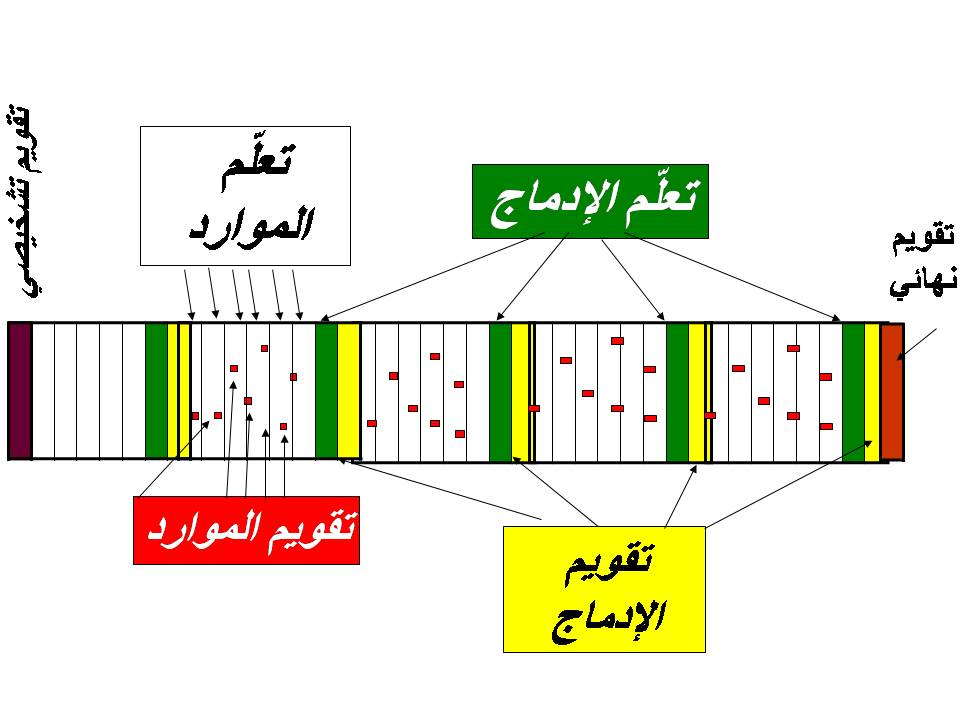 تقويم تشخيصي
تعلّم
الموارد
تعلّم الإدماج
تقويم
نهائي
تقويم الموارد
تقويم
الإدماج